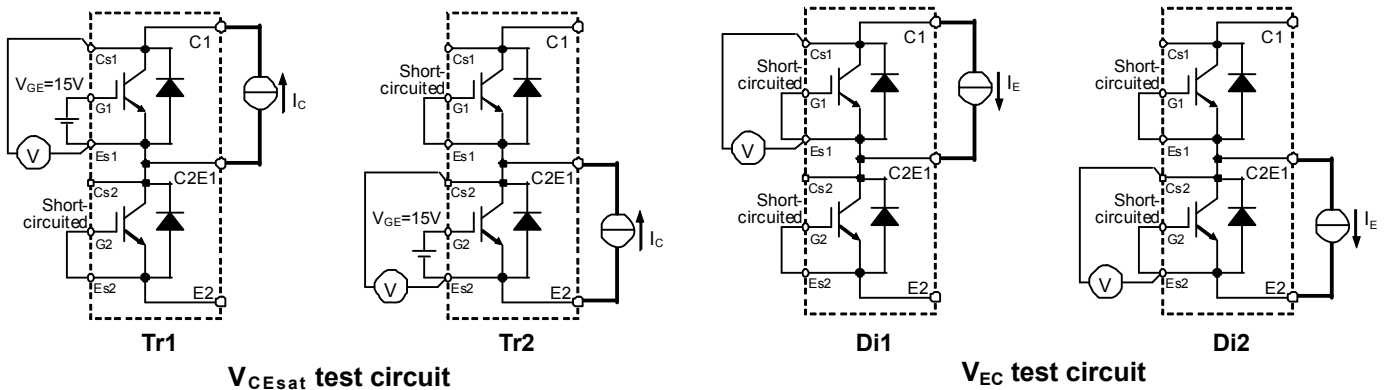 C1
Cs1
VGE=15V
G1
IC
V
Es1
Cs2
C2E1
Short-
circuited
G2
Es2
E2
Tr1
C1
Cs1
Short-
circuited
G1
Es1
Cs2
C2E1
VGE=15V
G2
IC
V
Es2
E2
Tr2
VCEsat test circuit
C1
Cs1
Short-
circuited
G1
IE
V
Es1
Cs2
C2E1
Short-
circuited
G2
Es2
E2
Di1
C1
Cs1
Short-
circuited
G1
Es1
Cs2
C2E1
Short-
circuited
G2
IE
V
Es2
E2
Di2
VEC test circuit